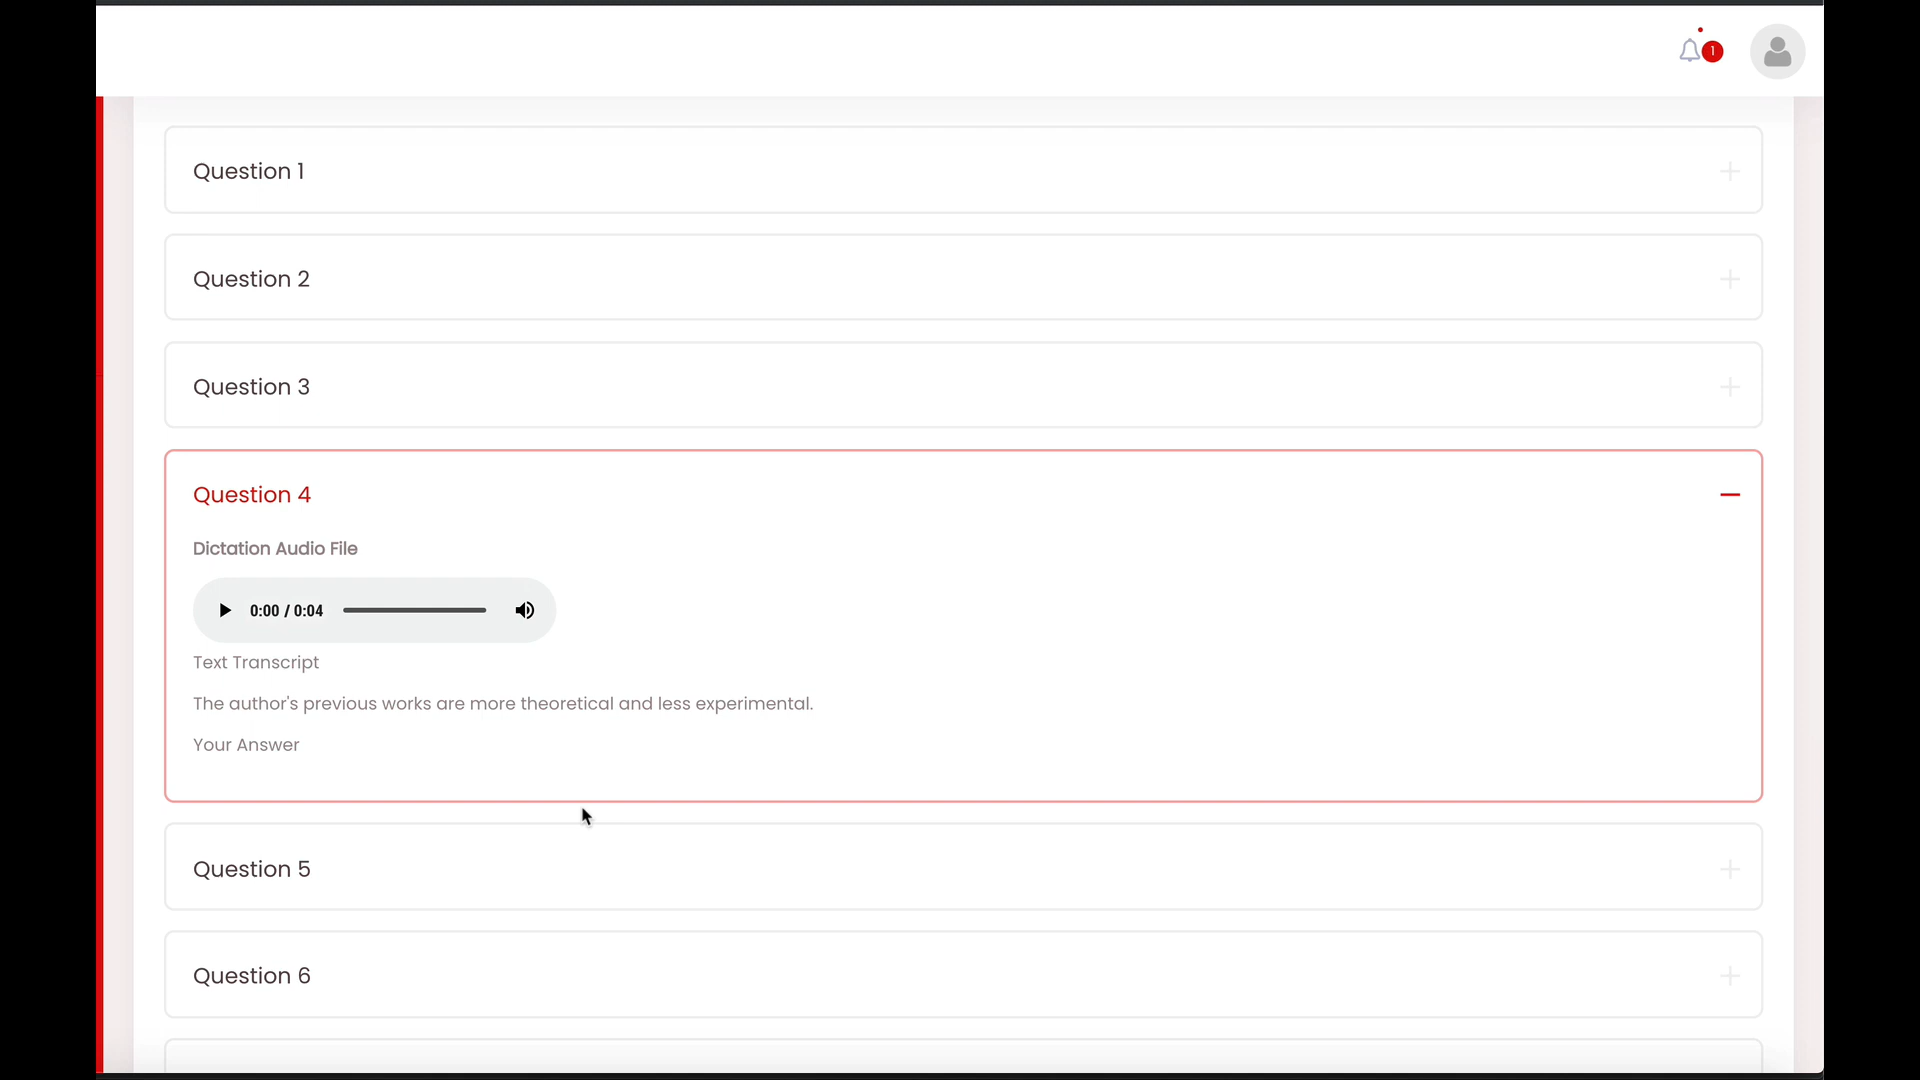 1
Question 1
Question 2
Question 3
Question 4
Dictation Audio File
0:00 / 0:04
Text Transcript
The author's previous works are more theoretical and less experimental.
Your Answer
Question 5
Question 6